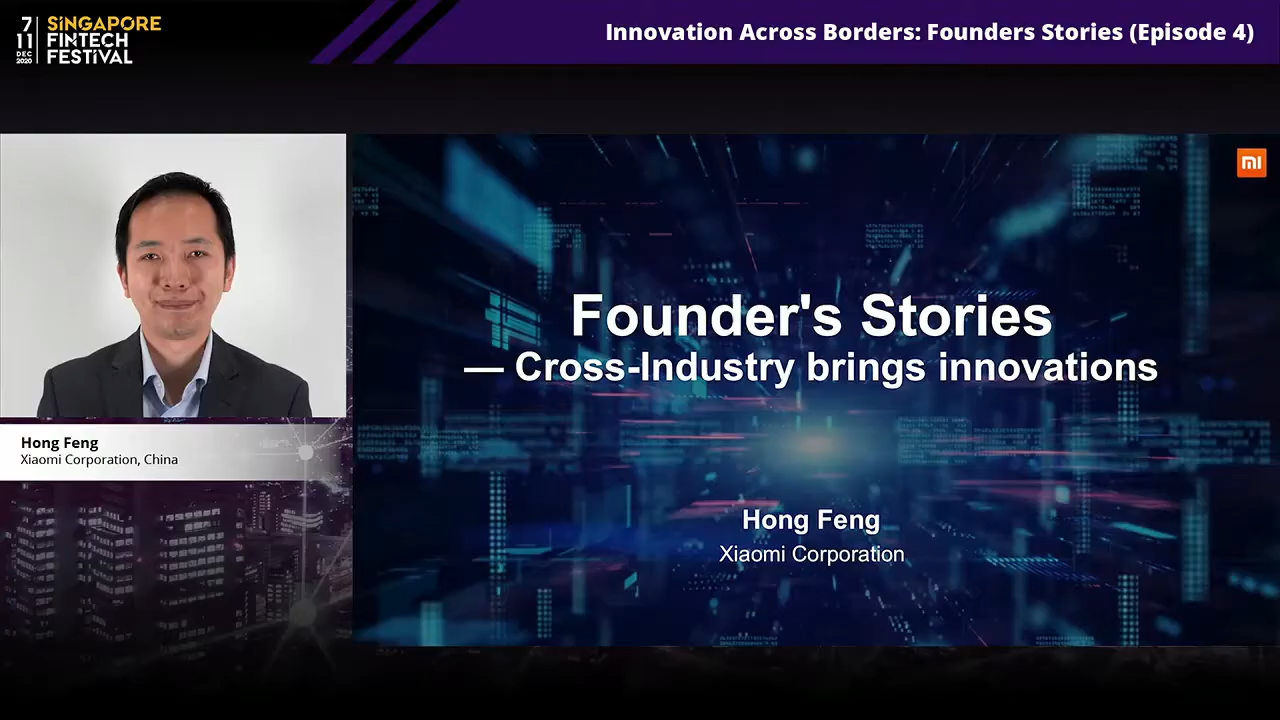 7
11
DEC
2020
SINGAPORE
FINTECH
FESTIVAL
Innovation Across Borders: Founders Stories (Episode 4)
mi
Founder's Stories
— Cross-Industry brings innovations
Hong Feng
Xiaomi Corporation
Hong Feng
Xiaomi Corporation, China